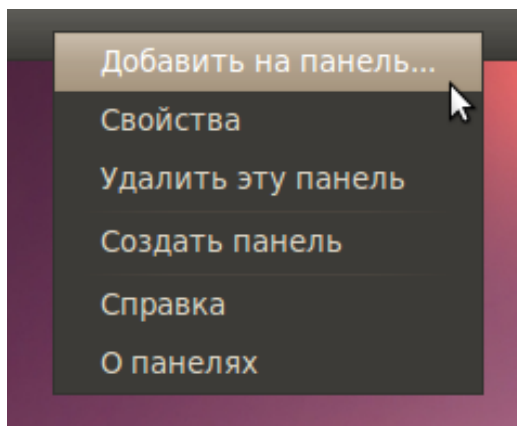 Добавить на панель...
Свойства
Удалить эту панель
Создать панель
Справка
О панелях